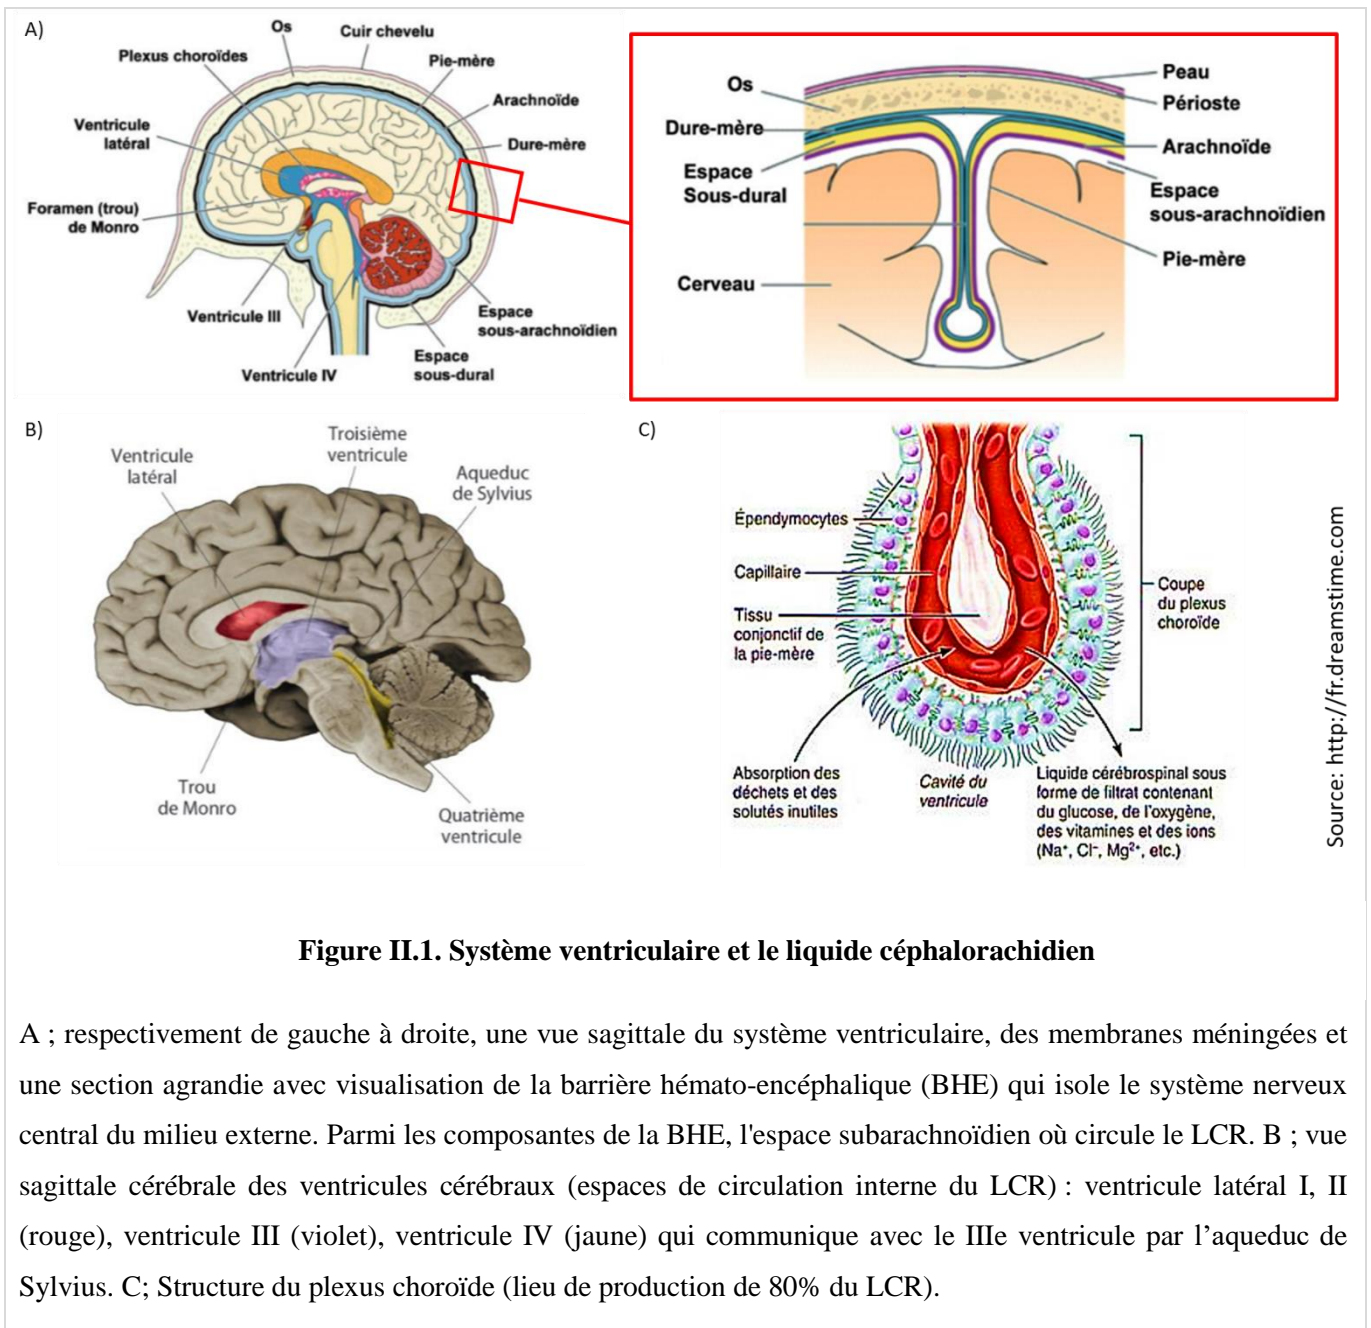 A)
Os
Cuir chevelu
Plexus choroïdes
Pie-mère
Arachnoïde
Ventricule
latéral
Dure-mère
Foramen (trou)
de Monro
Ventricule III
Espace
sous-arachnoïdien
Ventricule IV
Espace
sous-dural
Os
Peau
Périoste
Dure-mère
Arachnoïde
Espace
Sous-dural
Espace
sous-arachnoïdien
Pie-mère
Cerveau
B)
Troisième
ventricule
Ventricule
latéral
Aqueduc
de Sylvius
Trou
de Monro
Quatrième
ventricule
C)
Épendymocytes
Capillaire
Tissu
conjonctif de
la pie-mère
Coupe
du plexus
choroïde
Absorption des
déchets et des
solutés inutiles
Cavité du
ventricule
Liquide cérébrospinal sous
forme de filtrat contenant
du glucose, de l'oxygène,
des vitamines et des ions
(Na⁺, Cl⁻, Mg²⁺, etc.)
Source: http://fr.dreamstime.com
Figure II.1. Système ventriculaire et le liquide céphalorachidien
A ; respectivement de gauche à droite, une vue sagittale du système ventriculaire, des membranes méningées et
une section agrandie avec visualisation de la barrière hémato-encéphalique (BHE) qui isole le système nerveux
central du milieu externe. Parmi les composantes de la BHE, l'espace subarachnoïdien où circule le LCR. B ; vue
sagittale cérébrale des ventricules cérébraux (espaces de circulation interne du LCR) : ventricule latéral I, II
(rouge), ventricule III (violet), ventricule IV (jaune) qui communique avec le IIIe ventricule par l’aqueduc de
Sylvius. C; Structure du plexus choroïde (lieu de production de 80% du LCR).